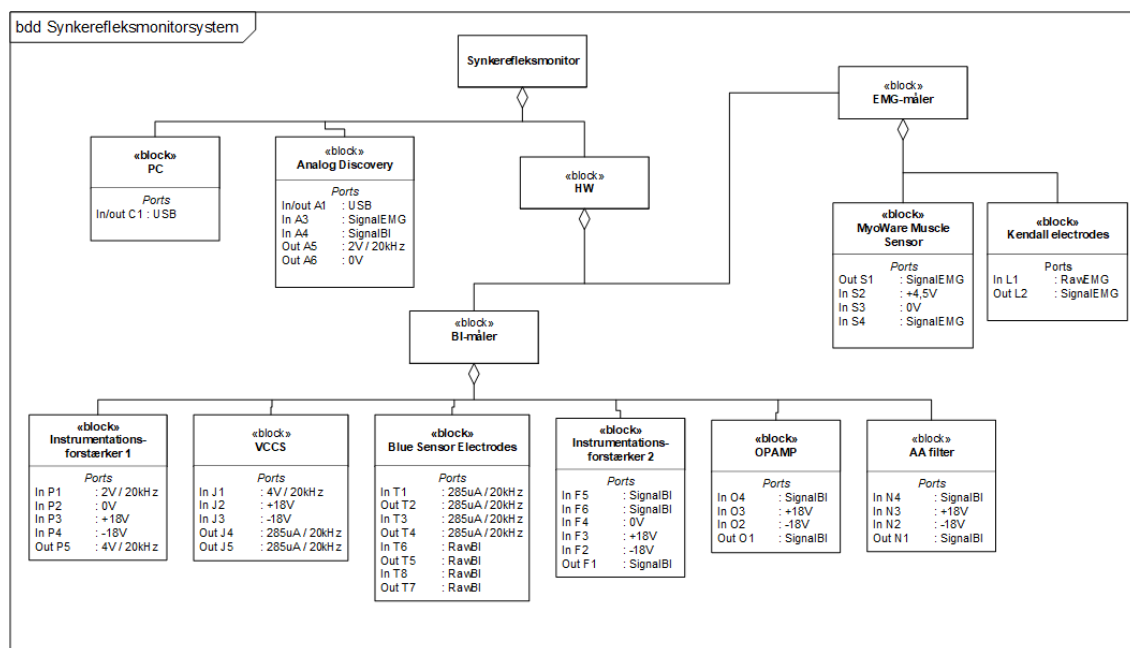 bdd Synkerefleksmonitorsystem
Synkerefleksmonitor
«block»
EMG-måler
«block»
PC
Ports
In/out C1 : USB
«block»
Analog Discovery
Ports
In/out A1 : USB
In A3 : SignalEMG
In A4 : SignalBI
Out A5 : 2V / 20kHz
Out A6 : 0V
«block»
HW
«block»
MyoWare Muscle
Sensor
Ports
Out S1 : SignalEMG
In S2 : +4,5V
In S3 : 0V
In S4 : SignalEMG
«block»
Kendall electrodes
Ports
In L1 : RawEMG
Out L2 : SignalEMG
«block»
BI-måler
«block»
Instrumentations-
forstærker 1
Ports
In P1 : 2V / 20kHz
In P2 : 0V
In P3 : +18V
In P4 : -18V
Out P5 : 4V / 20kHz
«block»
VCCS
Ports
In J1 : 4V / 20kHz
In J2 : +18V
In J3 : -18V
Out J4 : 285uA / 20kHz
Out J5 : 285uA / 20kHz
«block»
Blue Sensor Electrodes
Ports
In T1 : 285uA / 20kHz
Out T2 : 285uA / 20kHz
In T3 : 285uA / 20kHz
Out T4 : 285uA / 20kHz
In T6 : RawBI
Out T5 : RawBI
In T8 : RawBI
Out T7 : RawBI
«block»
Instrumentations-
forstærker 2
Ports
In F5 : SignalBI
In F6 : SignalBI
In F4 : 0V
In F3 : +18V
In F2 : -18V
Out F1 : SignalBI
«block»
OPAMP
Ports
In O4 : SignalBI
In O3 : +18V
In O2 : -18V
Out O1 : SignalBI
«block»
AA filter
Ports
In N4 : SignalBI
In N3 : +18V
In N2 : -18V
Out N1 : SignalBI